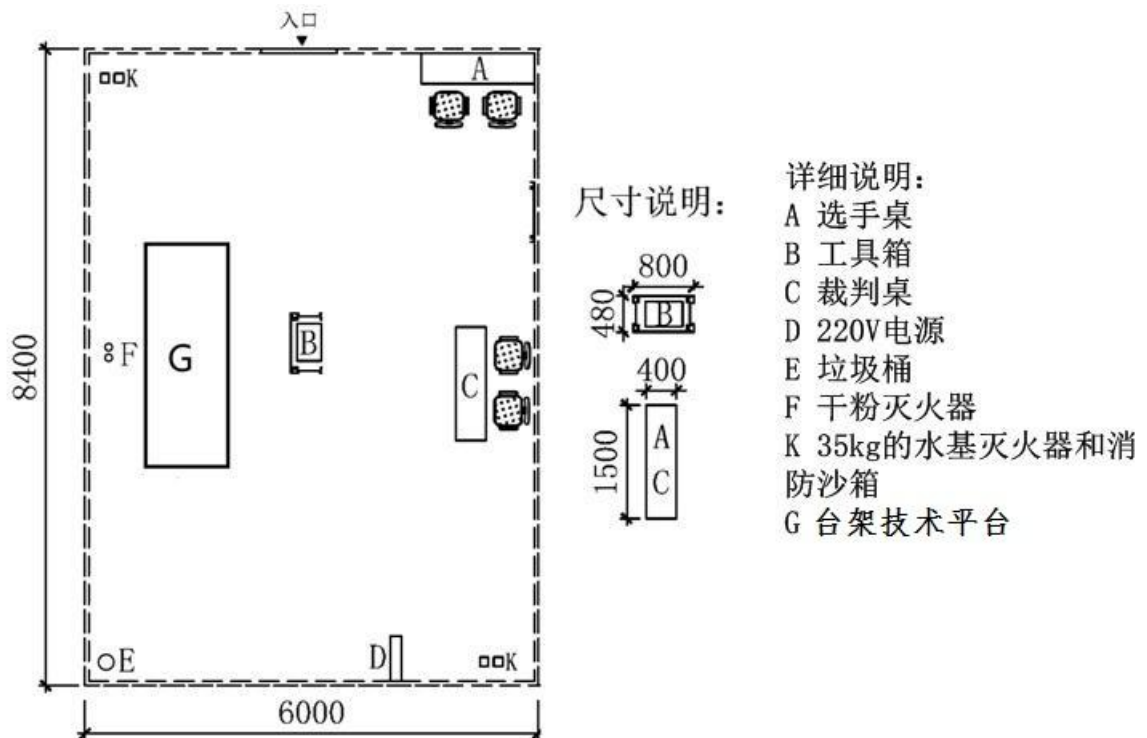 入口
A
K
尺寸说明：
详细说明：
A 选手桌
B 工具箱
C 裁判桌
D 220V电源
E 垃圾桶
F 干粉灭火器
K 35kg的水基灭火器和消
防沙箱
G 台架技术平台
800
480
B
400
1500
A
C
8400
F
G
B
C
E
D
K
6000